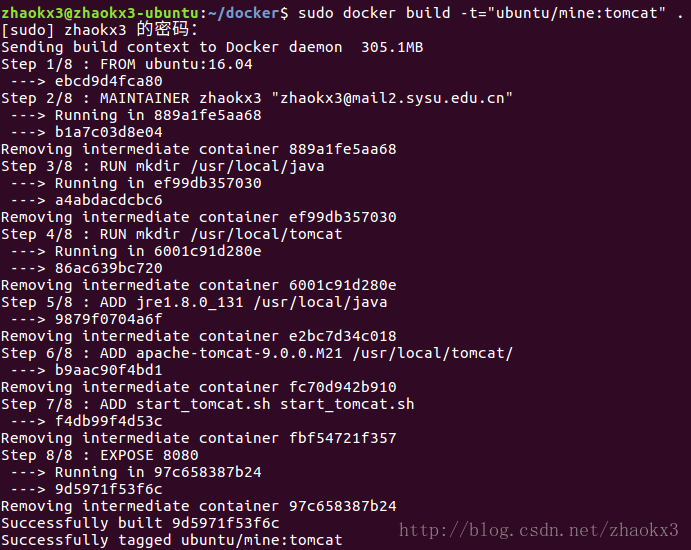 zhaokx3@zhaokx3-ubuntu:~/docker$ sudo docker build -t="ubuntu/mine:tomcat" .
[sudo] zhaokx3 的密码：
Sending build context to Docker daemon  305.1MB
Step 1/8 : FROM ubuntu:16.04
 ---> ebcd9d4fca80
Step 2/8 : MAINTAINER zhaokx3 "zhaokx3@mail2.sysu.edu.cn"
 ---> Running in 889a1fe5aa68
 ---> b1a7c03d8e04
Removing intermediate container 889a1fe5aa68
Step 3/8 : RUN mkdir /usr/local/java
 ---> Running in ef99db357030
 ---> a4abdacdcbc6
Removing intermediate container ef99db357030
Step 4/8 : RUN mkdir /usr/local/tomcat
 ---> Running in 6001c91d280e
 ---> 86ac639bc720
Removing intermediate container 6001c91d280e
Step 5/8 : ADD jre1.8.0_131 /usr/local/java
 ---> 9879f0704a6f
Removing intermediate container e2bc7d34c018
Step 6/8 : ADD apache-tomcat-9.0.0.M21 /usr/local/tomcat/
 ---> b9aac90f4bd1
Removing intermediate container fc70d942b910
Step 7/8 : ADD start_tomcat.sh start_tomcat.sh
 ---> f4db99f4d53c
Removing intermediate container fbf54721f357
Step 8/8 : EXPOSE 8080
 ---> Running in 97c658387b24
 ---> 9d5971f53f6c
Removing intermediate container 97c658387b24
Successfully built 9d5971f53f6c
Successfully tagged ubuntu/mine:tomcat
http://blog.csdn.net/zhaokx3